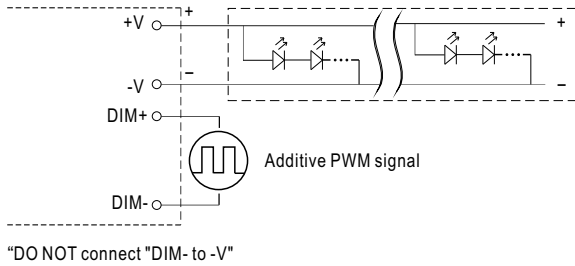 +V
+
+
-V
–
–
DIM+
Additive PWM signal
DIM-
“DO NOT connect "DIM- to -V"